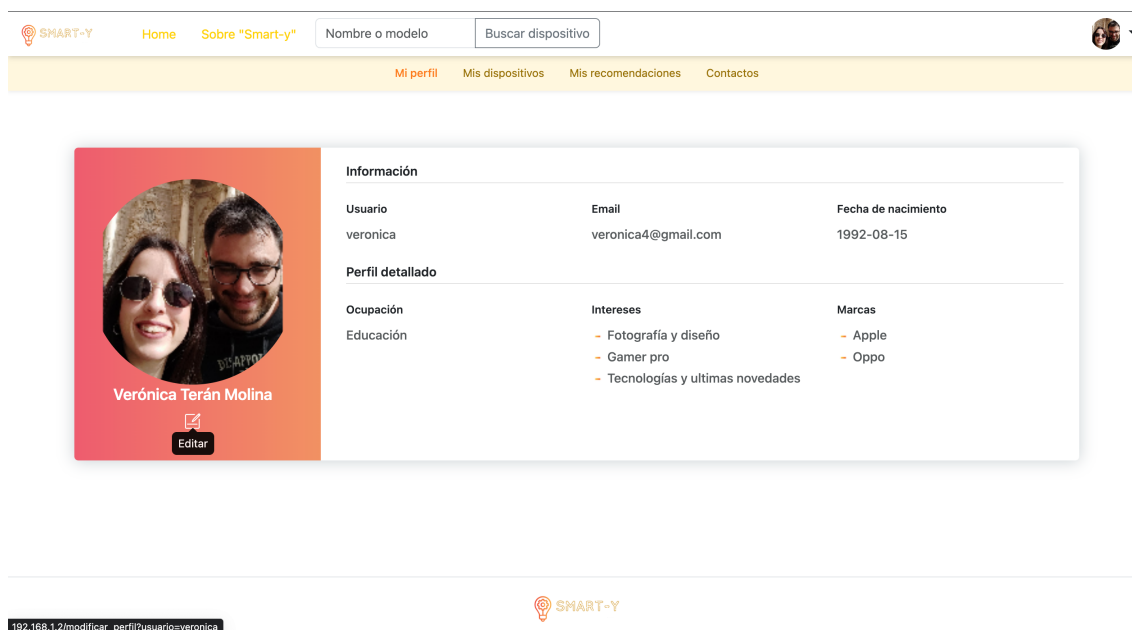 SMART-Y Home Sobre "Smart-y" Nombre o modelo Buscar dispositivo
Mi perfil Mis dispositivos Mis recomendaciones Contactos
Información
Usuario Email Fecha de nacimiento
veronica veronica4@gmail.com 1992-08-15
Perfil detallado
Ocupación Intereses Marcas
Educación Fotografía y diseño Apple
Gamer pro Oppo
Tecnologías y ultimas novedades
Verónica Terán Molina
Editar
SMART-Y
192.168.1.2/modificar_perfil?usuario=veronica